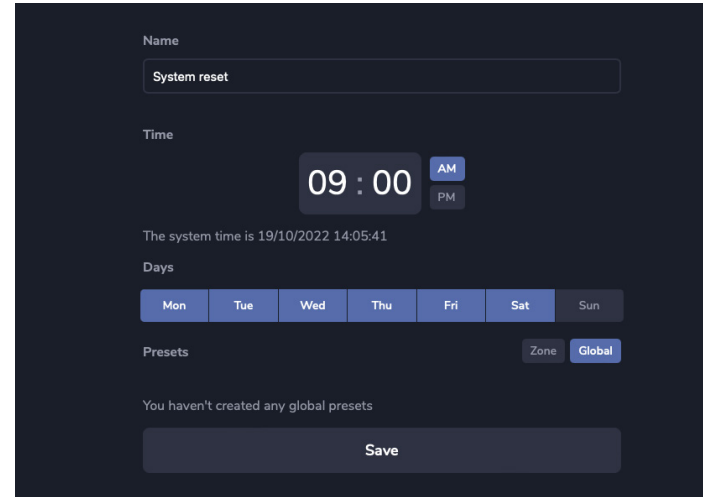 Name
System reset
Time
09 : 00
AM
PM
The system time is 19/10/2022 14:05:41
Days
Mon Tue Wed Thu Fri Sat Sun
Presets Zone Global
You haven't created any global presets
Save